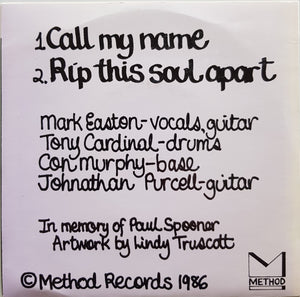 1. Call my name
2. Rip this soul apart
Mark Easton-vocals, guitar
Tony Cardinal-drums
Con Murphy-base
Johnathan Purcell-guitar
In memory of Paul Spooner
Artwork by Lindy Truscott
© Method Records 1986
METHOD